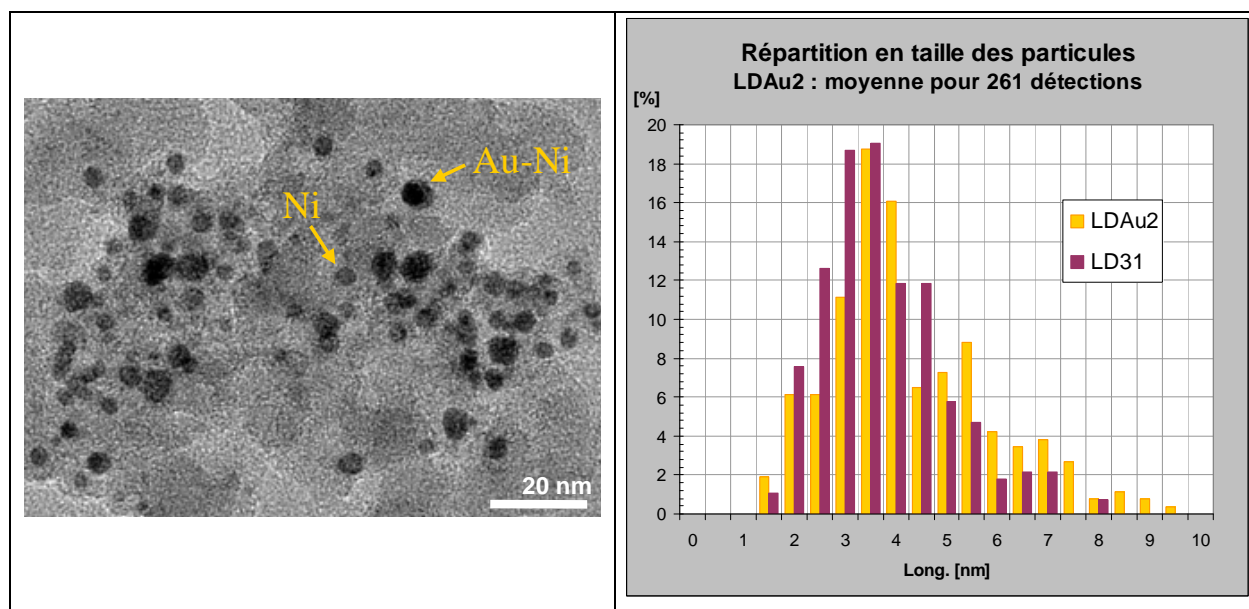 Au-Ni
Ni
20 nm
Répartition en taille des particules
LDAu2 : moyenne pour 261 détections
[%]
20
18
16
14
12
10
8
6
4
2
0
LDAu2
LD31
0 1 2 3 4 5 6 7 8 9 10
Long. [nm]